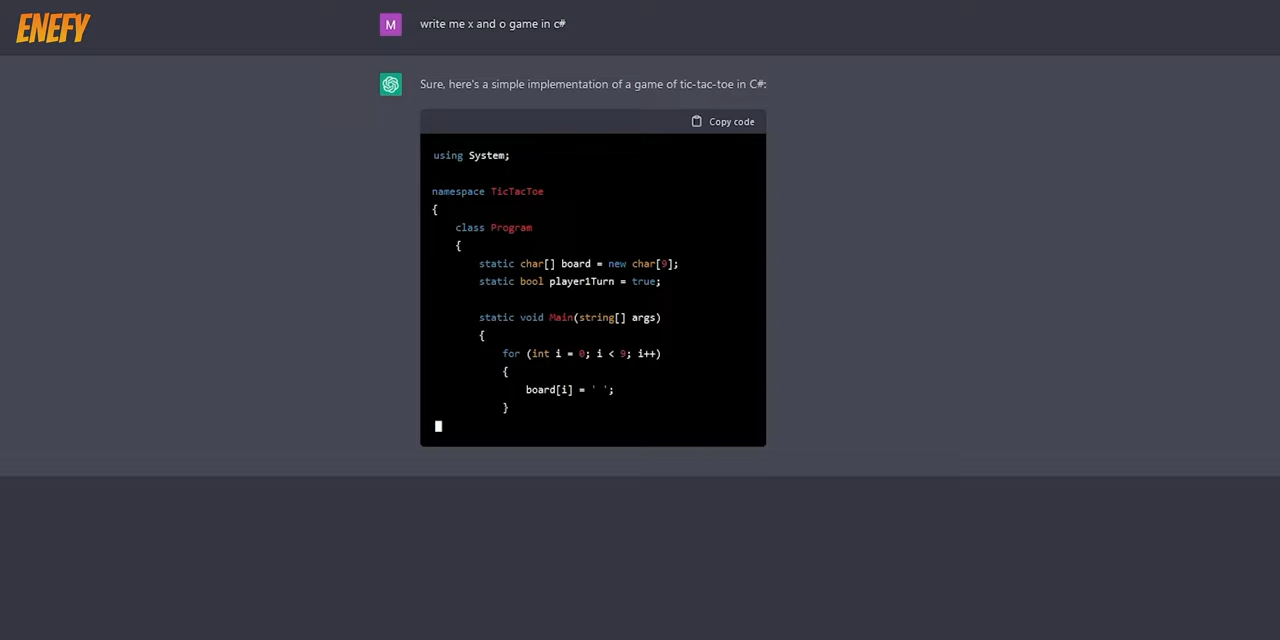 ENEFY
M
write me x and o game in c#
Sure, here's a simple implementation of a game of tic-tac-toe in C#:
Copy code
using System;
namespace TicTacToe
{
class Program
{
static char[] board = new char[9];
static bool player1Turn = true;
static void Main(string[] args)
{
for (int i = 0; i < 9; i++)
{
board[i] = ' ';
}